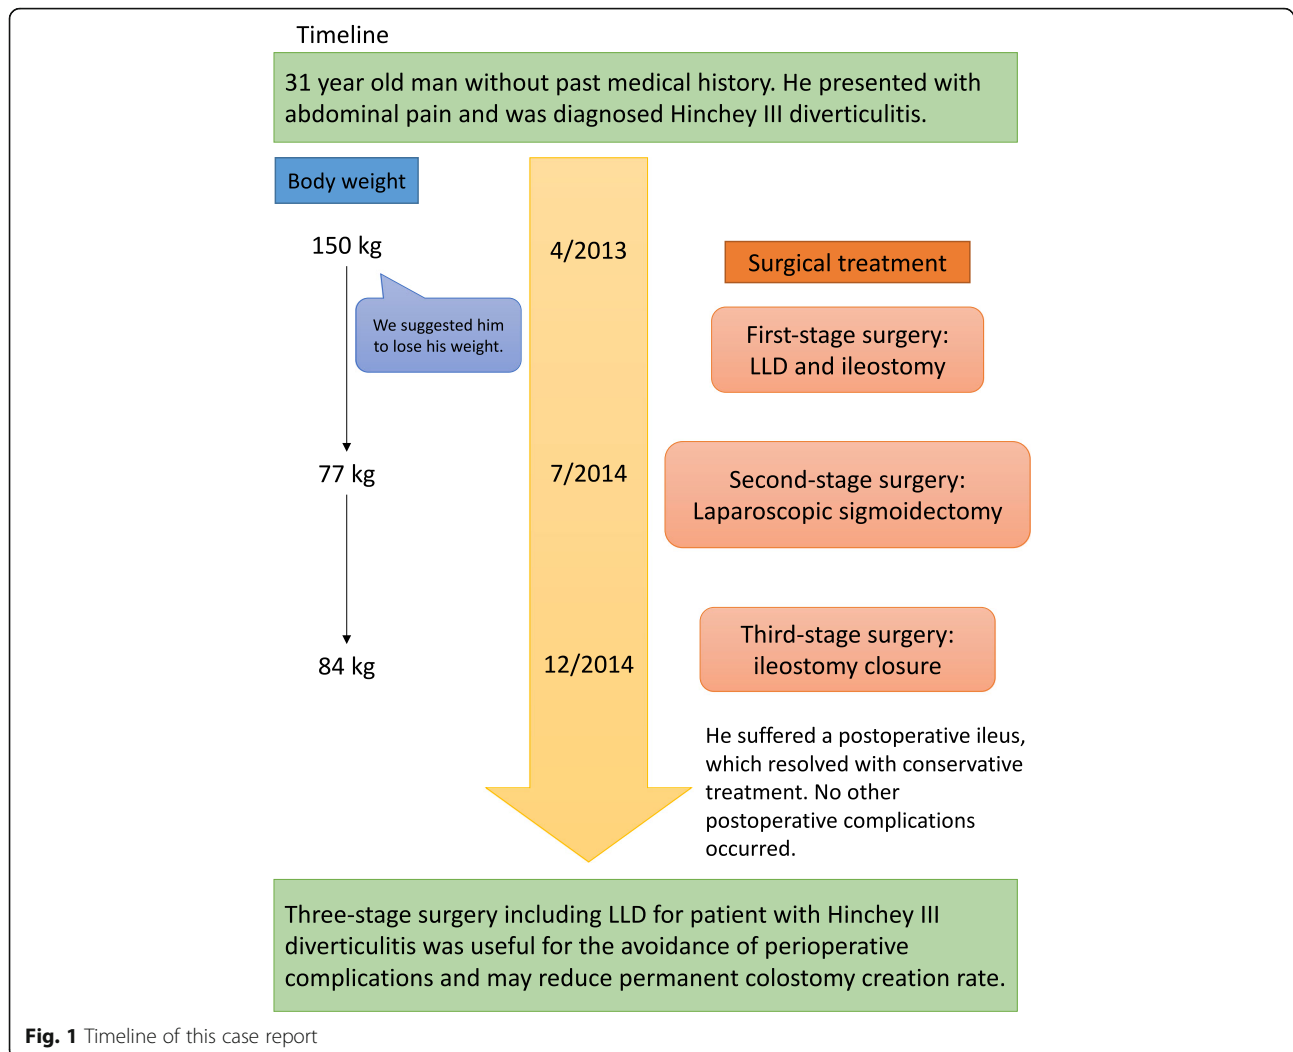 Timeline
31 year old man without past medical history. He presented with
abdominal pain and was diagnosed Hinchey III diverticulitis.
Body weight
150 kg
4/2013
Surgical treatment
We suggested him
to lose his weight.
First-stage surgery:
LLD and ileostomy
77 kg
7/2014
Second-stage surgery:
Laparoscopic sigmoidectomy
84 kg
12/2014
Third-stage surgery:
ileostomy closure
He suffered a postoperative ileus,
which resolved with conservative
treatment. No other
postoperative complications
occurred.
Three-stage surgery including LLD for patient with Hinchey III
diverticulitis was useful for the avoidance of perioperative
complications and may reduce permanent colostomy creation rate.
Fig. 1 Timeline of this case report